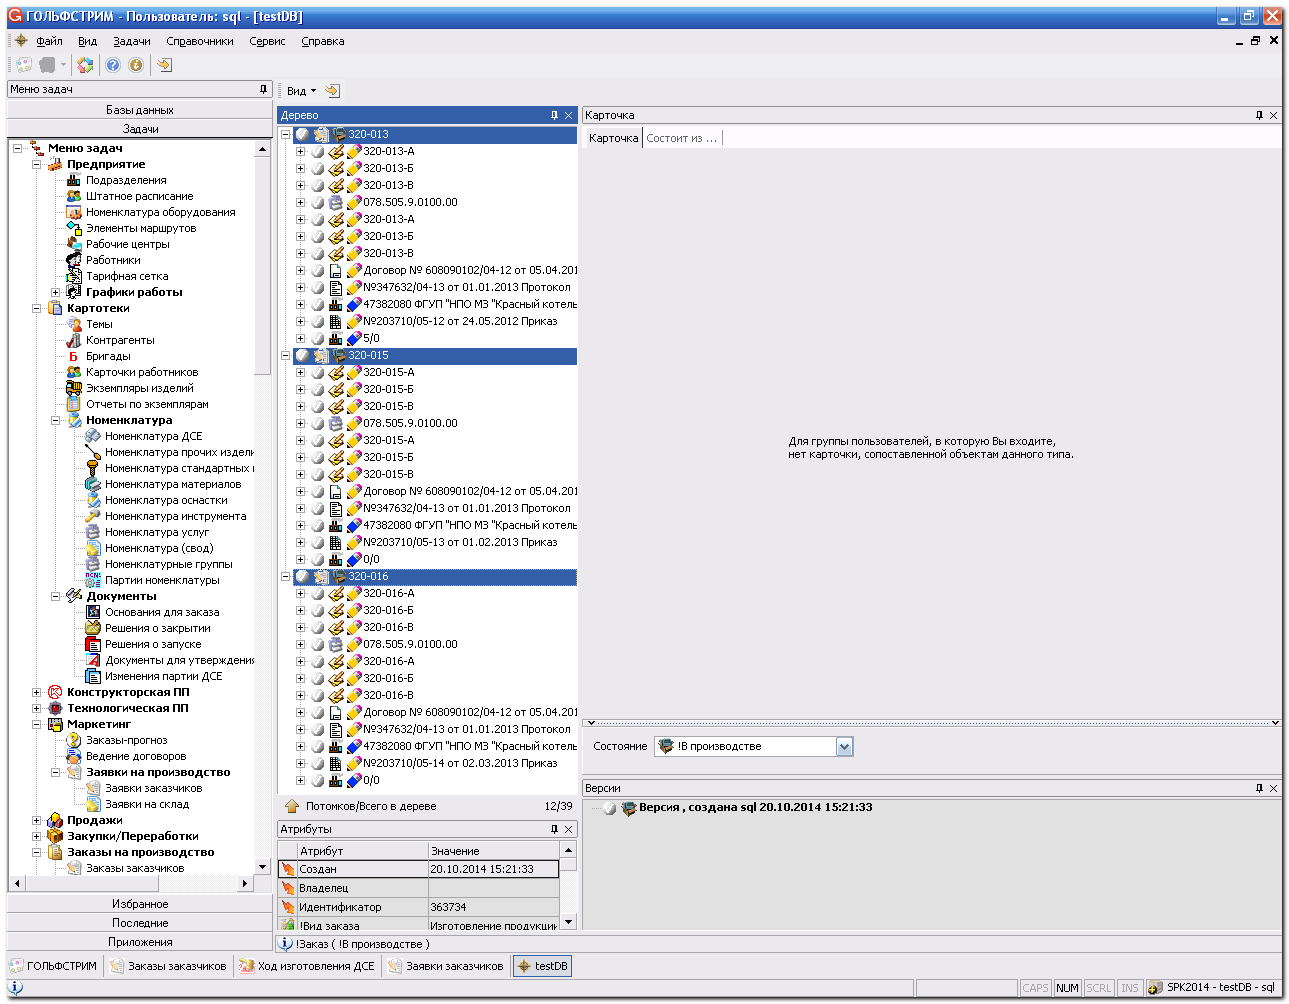 ГОЛЬФСТРИМ - Пользователь: sql - [testDB]
Файл Вид Задачи Справочники Сервис Справка
Меню задач
Базы данных
Задачи
Меню задач
Предприятие
Подразделения
Штатное расписание
Номенклатура оборудования
Элементы маршрутов
Рабочие центры
Работники
Тарифная сетка
Графики работы
Картотеки
Темы
Контрагенты
Б Бригады
Карточки работников
Экземпляры изделий
Отчеты по экземплярам
Номенклатура
Номенклатура ДСЕ
Номенклатура прочих издели
Номенклатура стандартных
Номенклатура материалов
Номенклатура оснастки
Номенклатура инструмента
Номенклатура услуг
Номенклатура (свод)
Номенклатурные группы
Партии номенклатуры
Документы
Основания для заказа
Решения о закрытии
Решения о запуске
Документы для утверждения
Изменения партии ДСЕ
Конструкторская ПП
Технологическая ПП
Маркетинг
Заказы-прогноз
Ведение договоров
Заявки на производство
Заявки заказчиков
Заявки на склад
Продажи
Закупки/Переработки
Заказы на производство
Заказы заказчиков
Избранное
Последние
Приложения
Вид
Дерево
320-013
320-013-А
320-013-Б
320-013-В
078.505.9.0100.00
320-013-А
320-013-Б
320-013-В
Договор № 608090102/04-12 от 05.04.201
№347632/04-13 от 01.01.2013 Протокол
47382080 ФГУП "НПО МЗ "Красный котель
№203710/05-12 от 24.05.2012 Приказ
5/0
320-015
320-015-А
320-015-Б
320-015-В
078.505.9.0100.00
320-015-А
320-015-Б
320-015-В
Договор № 608090102/04-12 от 05.04.201
№347632/04-13 от 01.01.2013 Протокол
47382080 ФГУП "НПО МЗ "Красный котель
№203710/05-13 от 01.02.2013 Приказ
0/0
320-016
320-016-А
320-016-Б
320-016-В
078.505.9.0100.00
320-016-А
320-016-Б
320-016-В
Договор № 608090102/04-12 от 05.04.201
№347632/04-13 от 01.01.2013 Протокол
47382080 ФГУП "НПО МЗ "Красный котель
№203710/05-14 от 02.03.2013 Приказ
0/0
Потомков/Всего в дереве 12/39
Атрибуты
Атрибут Значение
Создан 20.10.2014 15:21:33
Владелец
Идентификатор 363734
!Вид заказа Изготовление продукции
Карточка
Карточка Состоит из ...
Для группы пользователей, в которую Вы входите,
нет карточки, сопоставленной объектам данного типа.
Состояние !В производстве
Версии
Версия , создана sql 20.10.2014 15:21:33
!Заказ ( !В производстве )
ГОЛЬФСТРИМ Заказы заказчиков Ход изготовления ДСЕ Заявки заказчиков testDB
CAPS NUM SCRL INS SPK2014 - testDB - sql